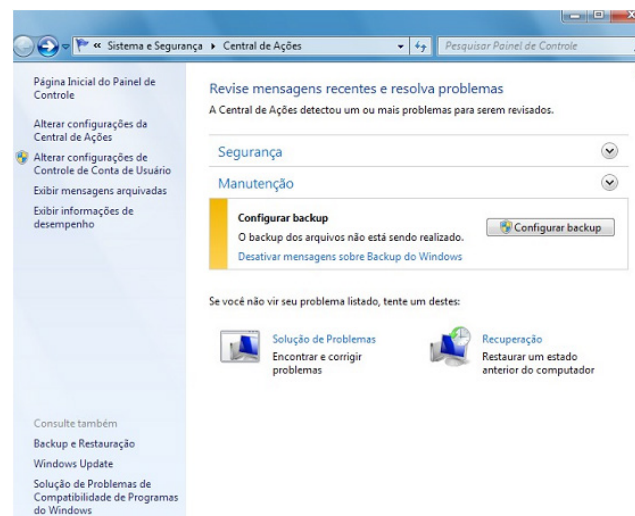 « Sistema e Segurança ▸ Central de Ações
Pesquisar Painel de Controle
Página Inicial do Painel de
Controle
Alterar configurações da
Central de Ações
Alterar configurações de
Controle de Conta de Usuário
Exibir mensagens arquivadas
Exibir informações de
desempenho
Revise mensagens recentes e resolva problemas
A Central de Ações detectou um ou mais problemas para serem revisados.
Segurança
Manutenção
Configurar backup
O backup dos arquivos não está sendo realizado.
Configurar backup
Desativar mensagens sobre Backup do Windows
Se você não vir seu problema listado, tente um destes:
Solução de Problemas
Encontrar e corrigir
problemas
Recuperação
Restaurar um estado
anterior do computador
Consulte também
Backup e Restauração
Windows Update
Solução de Problemas de
Compatibilidade de Programas
do Windows